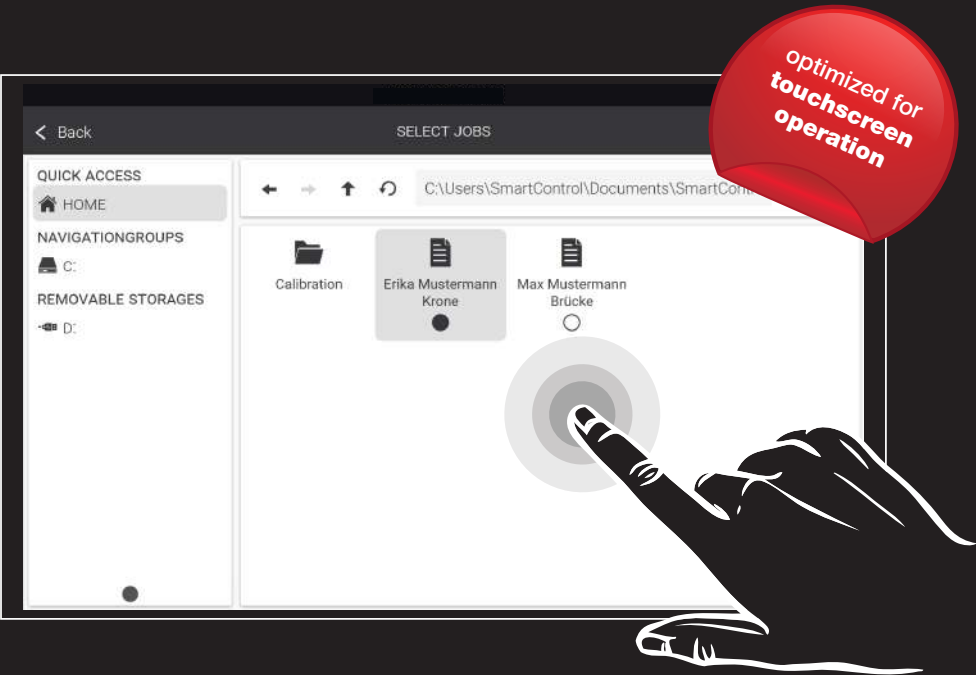 optimized for
touchscreen
operation
Back
SELECT JOBS
QUICK ACCESS
HOME
NAVIGATIONGROUPS
C:
REMOVABLE STORAGES
D:
C:\Users\SmartControl\Documents\SmartCon
Calibration
Erika Mustermann
Krone
Max Mustermann
Brücke